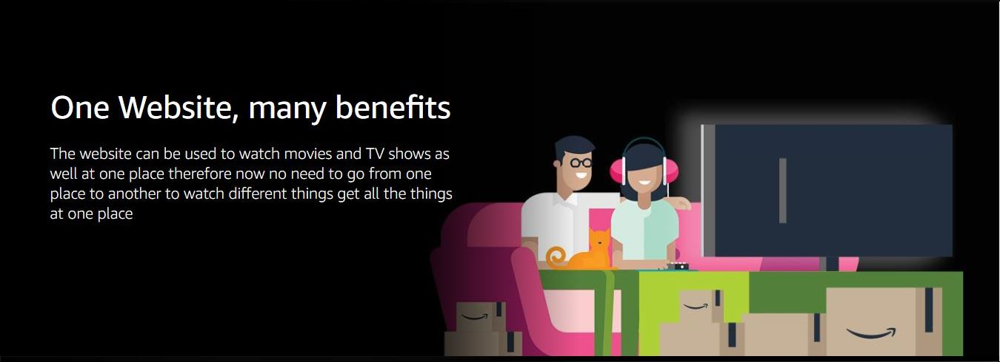 One Website, many benefits
The website can be used to watch movies and TV shows as
well at one place therefore now no need to go from one
place to another to watch different things get all the things
at one place